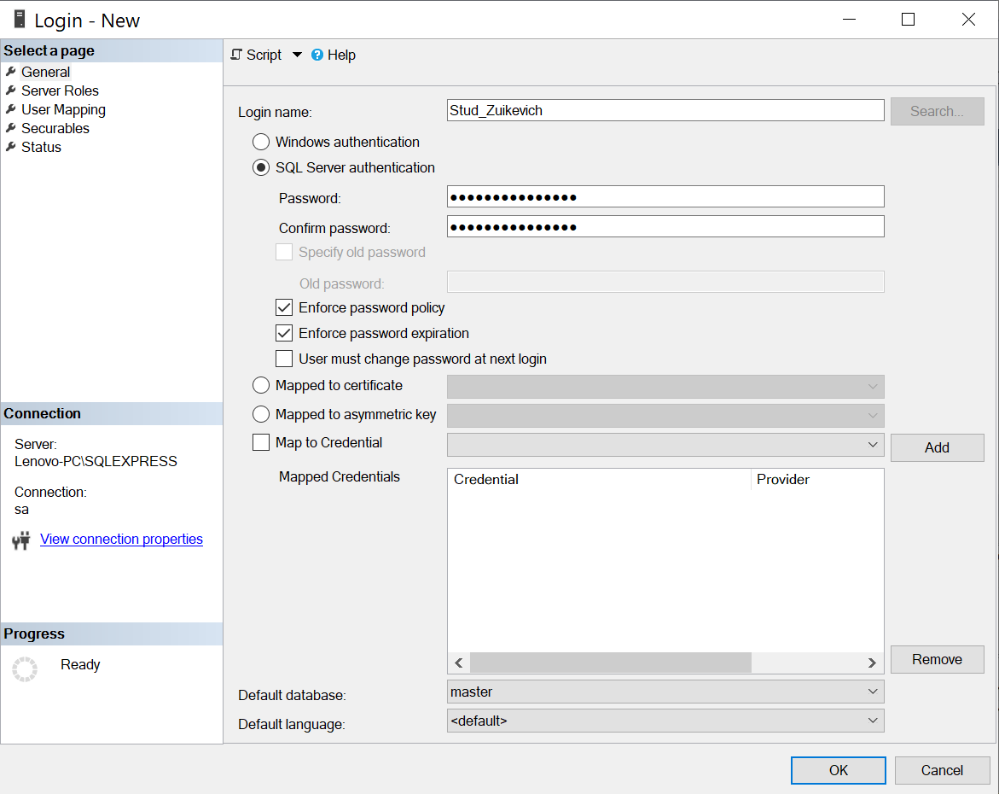 Login - New
Select a page
General
Server Roles
User Mapping
Securables
Status
Connection
Server:
Lenovo-PC\SQLEXPRESS
Connection:
sa
View connection properties
Progress
Ready
Script
Help
Login name:
Stud_Zuikevich
Search...
Windows authentication
SQL Server authentication
Password:
●●●●●●●●●●●●●●●
Confirm password:
●●●●●●●●●●●●●●●
Specify old password
Old password:
Enforce password policy
Enforce password expiration
User must change password at next login
Mapped to certificate
Mapped to asymmetric key
Map to Credential
Add
Mapped Credentials
Credential
Provider
Remove
Default database:
master
Default language:
<default>
OK
Cancel